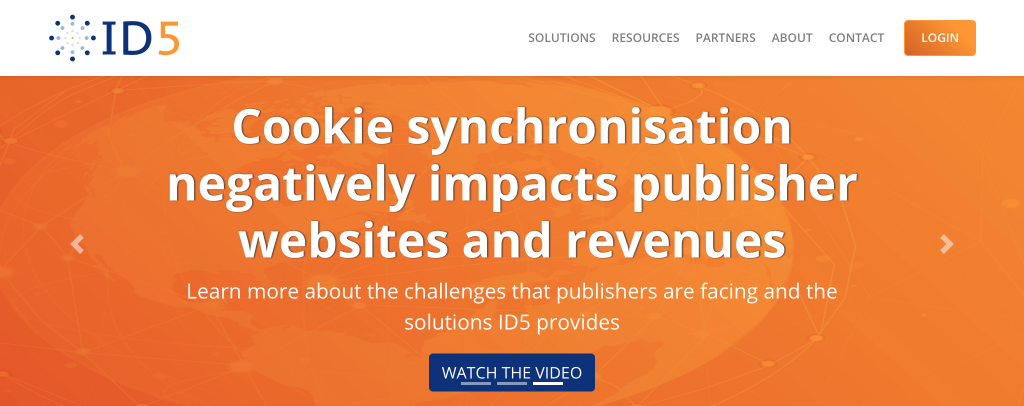 ID5
SOLUTIONS RESOURCES PARTNERS ABOUT CONTACT LOGIN
Cookie synchronisation
negatively impacts publisher
websites and revenues
Learn more about the challenges that publishers are facing and the
solutions ID5 provides
WATCH THE VIDEO